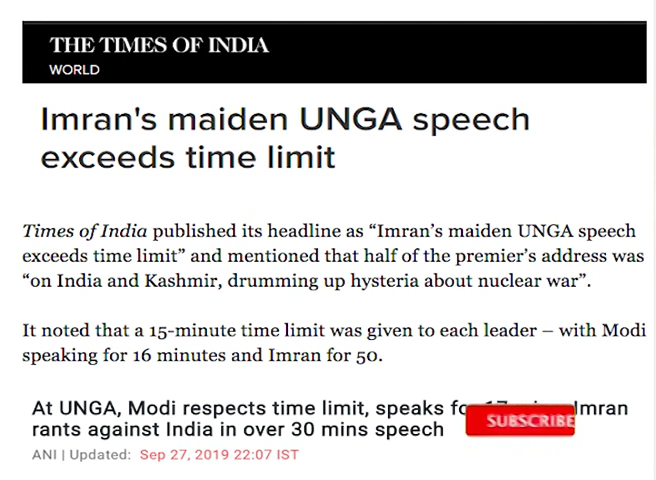 THE TIMES OF INDIA
WORLD
Imran's maiden UNGA speech
exceeds time limit
Times of India published its headline as “Imran’s maiden UNGA speech
exceeds time limit” and mentioned that half of the premier’s address was
“on India and Kashmir, drumming up hysteria about nuclear war”.
It noted that a 15-minute time limit was given to each leader – with Modi
speaking for 16 minutes and Imran for 50.
At UNGA, Modi respects time limit, speaks Imran
rants against India in over 30 mins speech
SUBSCRIBE
ANI | Updated: Sep 27, 2019 22:07 IST